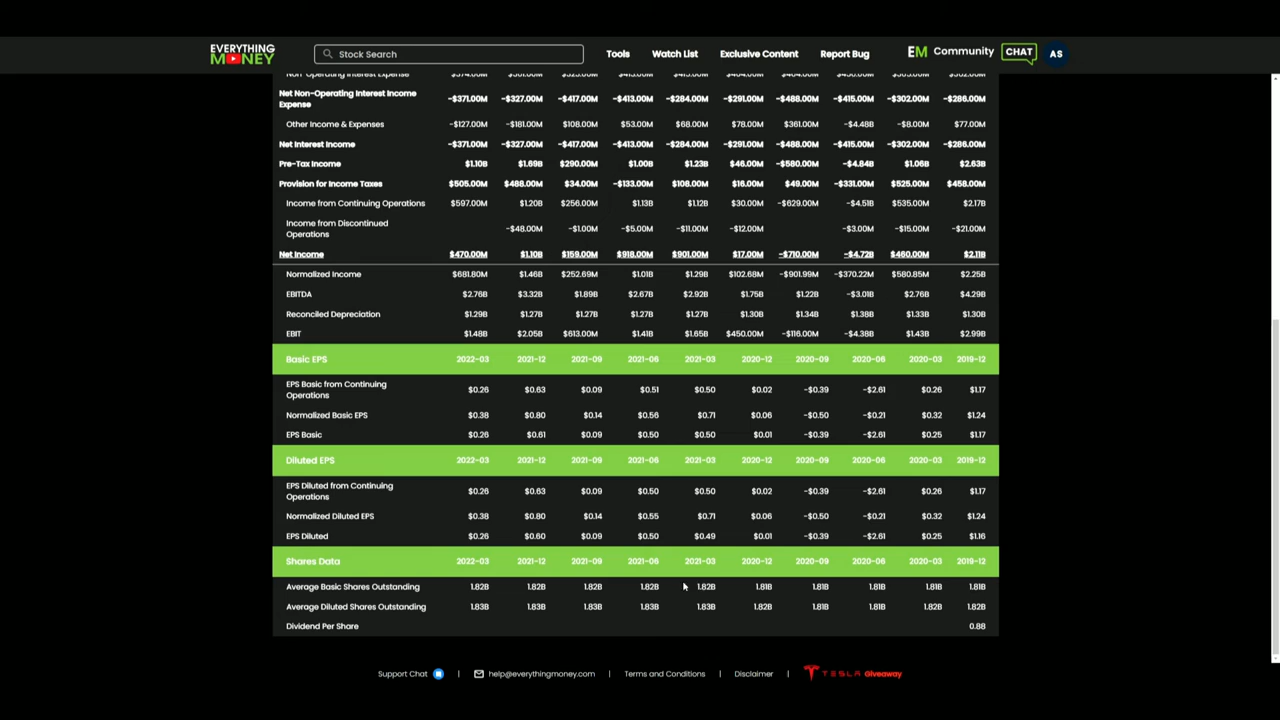 EVERYTHING MONEY
Stock Search
Tools Watch List Exclusive Content Report Bug EM Community CHAT AS
Non-Operating Interest Expense
Net Non-Operating Interest Income Expense -$371.00M -$327.00M -$417.00M -$413.00M -$284.00M -$291.00M -$488.00M -$415.00M -$302.00M -$286.00M
Other Income & Expenses -$127.00M -$181.00M $108.00M $53.00M $68.00M $78.00M $361.00M -$4.48B -$8.00M $77.00M
Net Interest Income -$371.00M -$327.00M -$417.00M -$413.00M -$284.00M -$291.00M -$488.00M -$415.00M -$302.00M -$286.00M
Pre-Tax Income $1.10B $1.69B $290.00M $1.00B $1.23B $46.00M -$580.00M -$4.84B $1.06B $2.63B
Provision for Income Taxes $505.00M $488.00M $34.00M -$133.00M $108.00M $16.00M $49.00M -$331.00M $525.00M $458.00M
Income from Continuing Operations $597.00M $1.20B $256.00M $1.13B $1.12B $30.00M -$629.00M -$4.51B $535.00M $2.17B
Income from Discontinued Operations -$48.00M -$1.00M -$5.00M -$11.00M -$12.00M -$3.00M -$15.00M -$21.00M
Net Income $470.00M $1.10B $159.00M $918.00M $901.00M $17.00M -$710.00M -$4.72B $460.00M $2.11B
Normalized Income $681.80M $1.46B $252.69M $1.01B $1.29B $102.68M -$901.99M -$370.22M $580.85M $2.25B
EBITDA $2.76B $3.32B $1.89B $2.67B $2.92B $1.75B $1.22B -$3.01B $2.76B $4.29B
Reconciled Depreciation $1.29B $1.27B $1.27B $1.27B $1.27B $1.30B $1.34B $1.38B $1.33B $1.30B
EBIT $1.48B $2.05B $613.00M $1.41B $1.65B $450.00M -$116.00M -$4.38B $1.43B $2.99B
Basic EPS 2022-03 2021-12 2021-09 2021-06 2021-03 2020-12 2020-09 2020-06 2020-03 2019-12
EPS Basic from Continuing Operations $0.26 $0.63 $0.09 $0.51 $0.50 $0.02 -$0.39 -$2.61 $0.26 $1.17
Normalized Basic EPS $0.38 $0.80 $0.14 $0.56 $0.71 $0.06 -$0.50 -$0.21 $0.32 $1.24
EPS Basic $0.26 $0.61 $0.09 $0.50 $0.50 $0.01 -$0.39 -$2.61 $0.25 $1.17
Diluted EPS 2022-03 2021-12 2021-09 2021-06 2021-03 2020-12 2020-09 2020-06 2020-03 2019-12
EPS Diluted from Continuing Operations $0.26 $0.63 $0.09 $0.50 $0.50 $0.02 -$0.39 -$2.61 $0.26 $1.17
Normalized Diluted EPS $0.38 $0.80 $0.14 $0.55 $0.71 $0.06 -$0.50 -$0.21 $0.32 $1.24
EPS Diluted $0.26 $0.60 $0.09 $0.50 $0.49 $0.01 -$0.39 -$2.61 $0.25 $1.16
Shares Data 2022-03 2021-12 2021-09 2021-06 2021-03 2020-12 2020-09 2020-06 2020-03 2019-12
Average Basic Shares Outstanding 1.82B 1.82B 1.82B 1.82B 1.82B 1.81B 1.81B 1.81B 1.81B 1.81B
Average Diluted Shares Outstanding 1.83B 1.83B 1.83B 1.83B 1.83B 1.82B 1.81B 1.81B 1.82B 1.82B
Dividend Per Share 0.88
Support Chat | help@everythingmoney.com | Terms and Conditions | Disclaimer | TESLA Giveaway